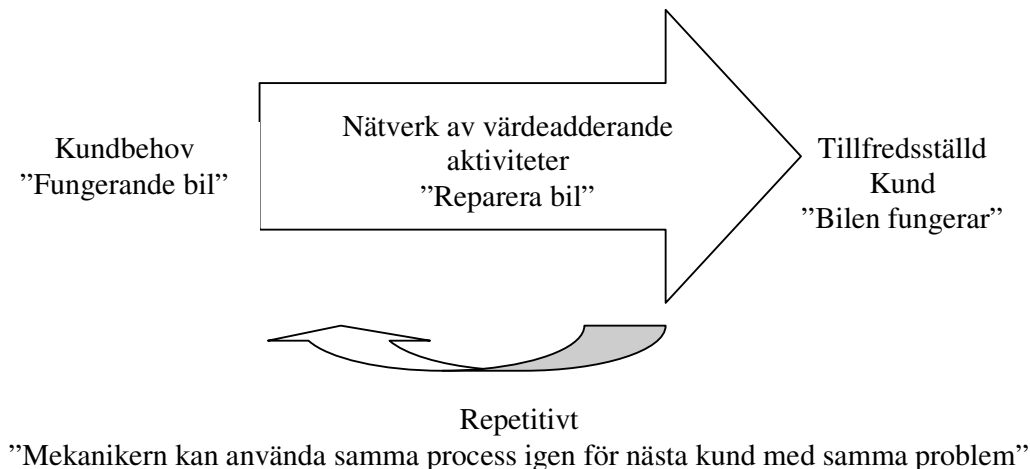 Kundbehov
”Fungerande bil”
Nätverk av värdeadderande
aktiviteter
”Reparera bil”
Tillfredsställd
Kund
”Bilen fungerar”
Repetitivt
”Mekanikern kan använda samma process igen för nästa kund med samma problem”